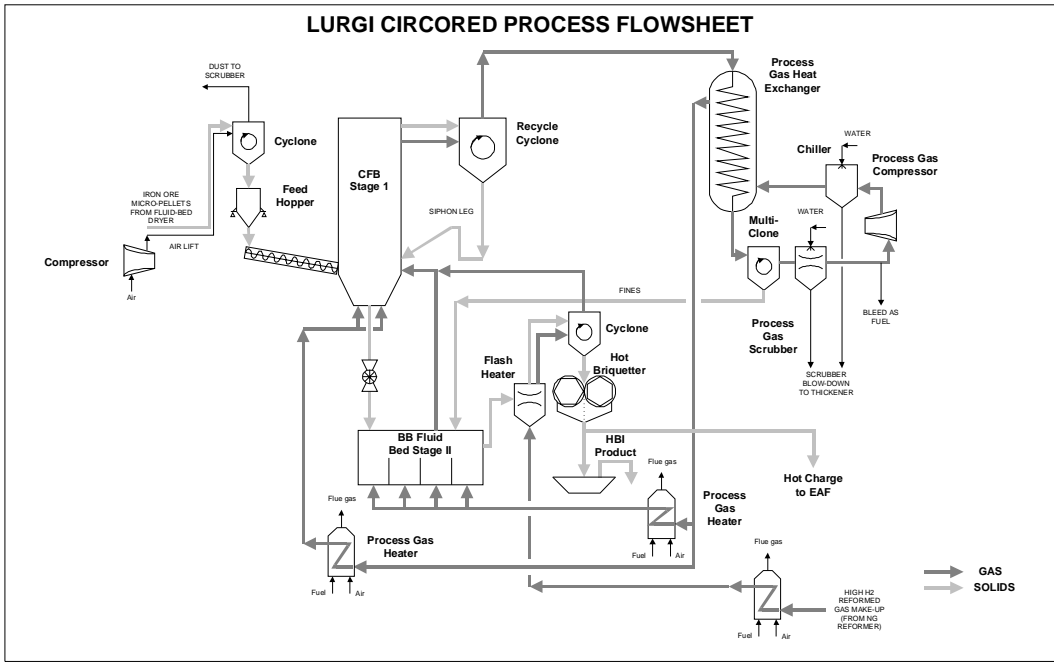 LURGI CIRCORED PROCESS FLOWSHEET
DUST TO
SCRUBBER
Cyclone
IRON ORE
MICRO-PELLETS
FROM FLUID-BED
DRYER
Feed
Hopper
AIR LIFT
Compressor
Air
CFB
Stage 1
Recycle
Cyclone
SIPHON LEG
Process
Gas Heat
Exchanger
WATER
Chiller
Process Gas
Compressor
Multi-
Clone
WATER
BLEED AS
FUEL
Process
Gas
Scrubber
SCRUBBER
BLOW-DOWN
TO THICKENER
FINES
Cyclone
Flash
Heater
Hot
Briquetter
BB Fluid
Bed Stage II
HBI
Product
Hot Charge
to EAF
Flue gas
Process
Gas
Heater
Fuel
Air
Flue gas
Process Gas
Heater
Fuel
Air
Flue gas
Fuel
Air
HIGH H2
REFORMED
GAS MAKE-UP
(FROM NG
REFORMER)
GAS
SOLIDS